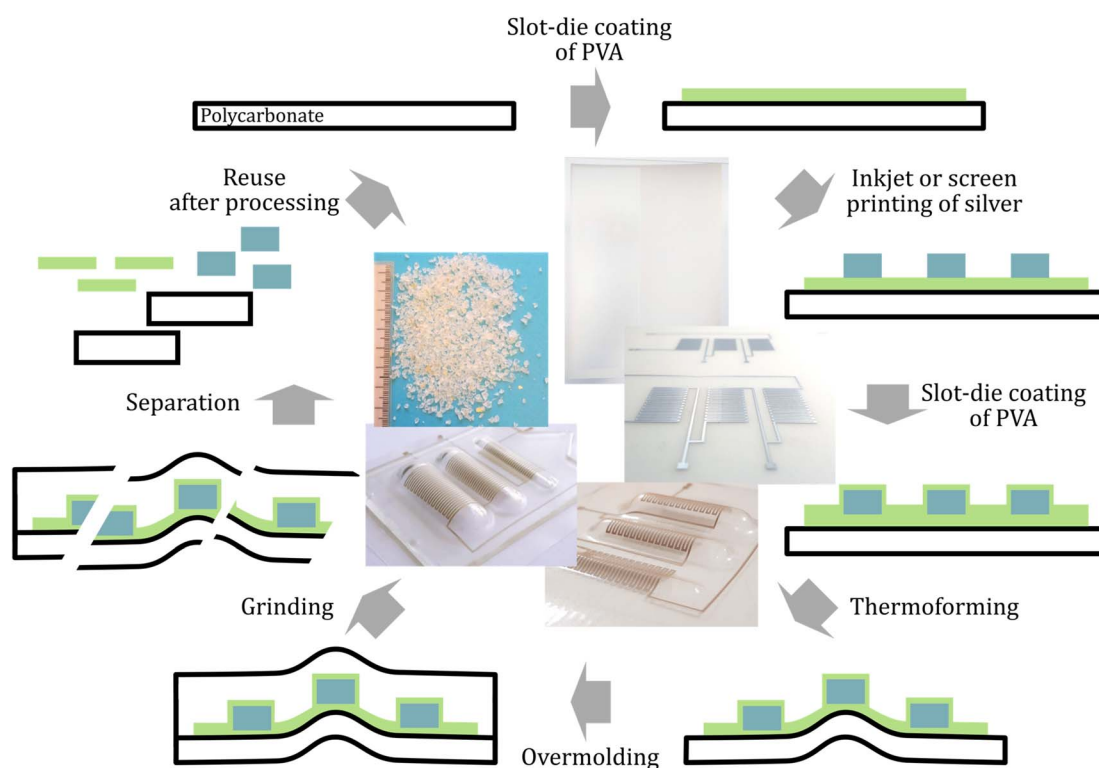 Slot-die coating
of PVA
Polycarbonate
Reuse
after processing
Inkjet or screen
printing of silver
Separation
Slot-die coating
of PVA
Grinding
Thermoforming
Overmolding